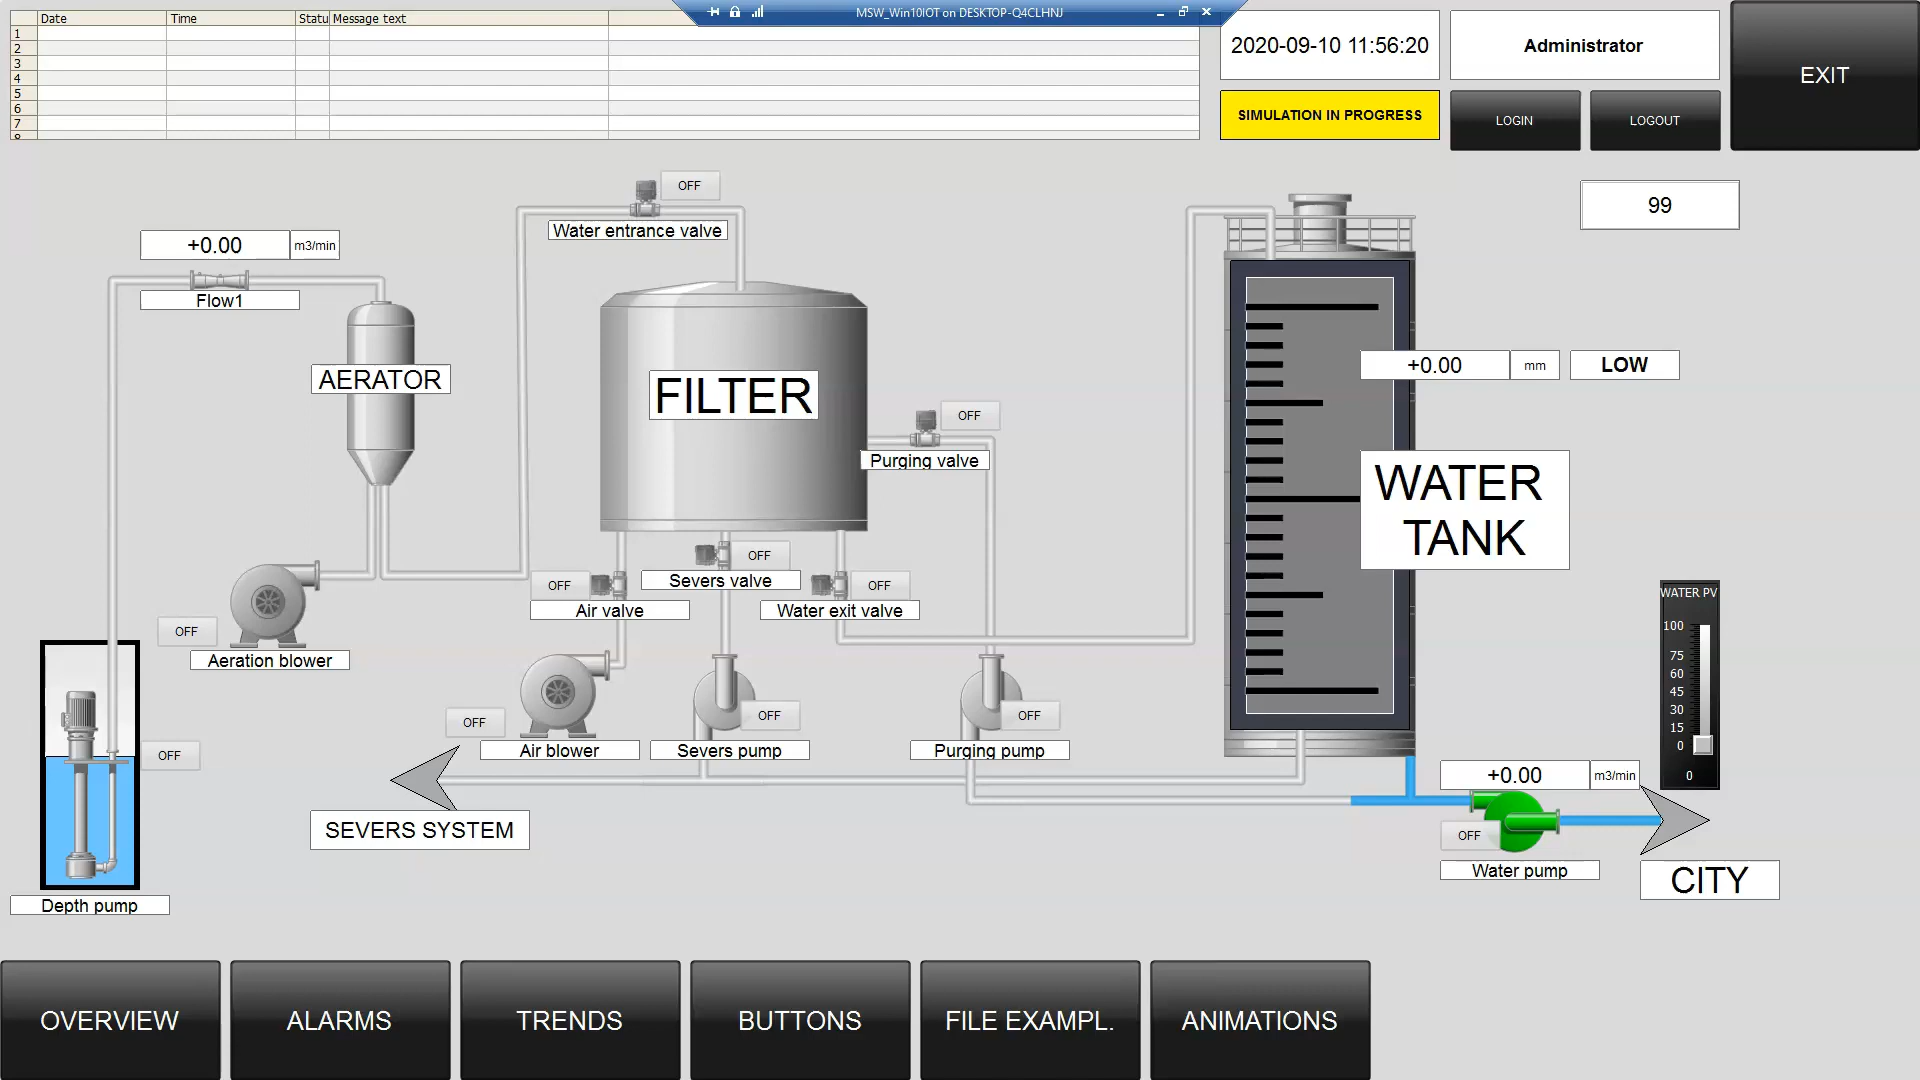 MSW_Win10IOT on DESKTOP-Q4CLHNJ
Date Time Statu Message text
1
2
3
4
5
6
7
8
2020-09-10 11:56:20
Administrator
EXIT
SIMULATION IN PROGRESS
LOGIN
LOGOUT
99
OFF
Water entrance valve
+0.00 m3/min
Flow1
AERATOR
FILTER
OFF
Purging valve
+0.00 mm LOW
WATER
TANK
OFF
Severs valve
OFF
Air valve
OFF
Water exit valve
OFF
Aeration blower
OFF
Air blower
OFF
Severs pump
OFF
Purging pump
WATER PV
100
75
60
45
30
15
0
0
OFF
Depth pump
SEVERS SYSTEM
+0.00 m3/min
OFF
Water pump
CITY
OVERVIEW
ALARMS
TRENDS
BUTTONS
FILE EXAMPL.
ANIMATIONS